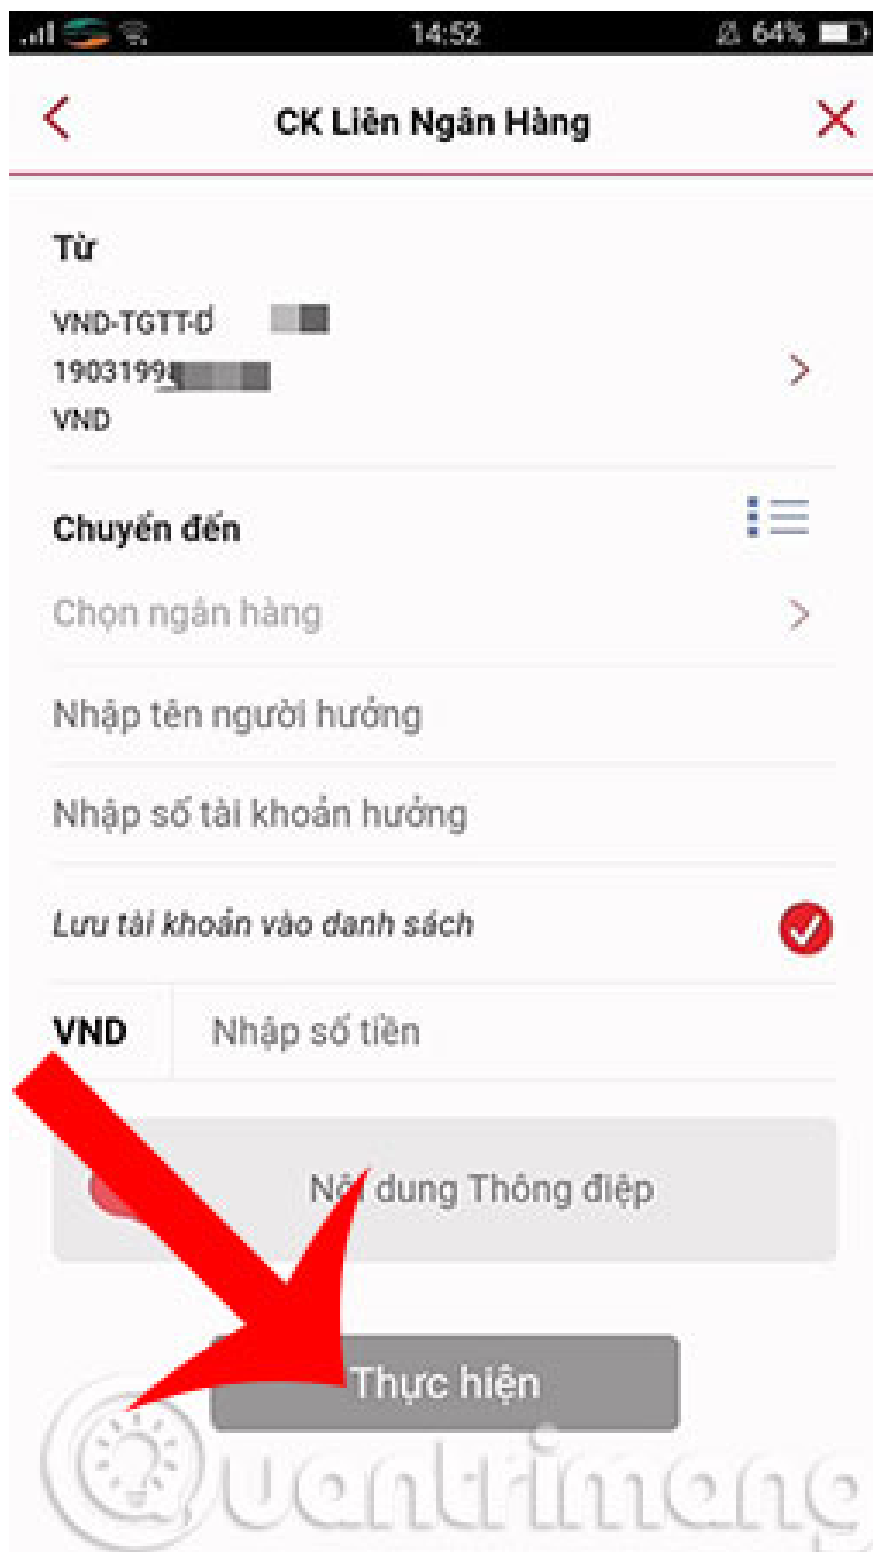 14:52
64%
CK Liên Ngân Hàng
Từ
VND-TGTT-
1903199
VND
Chuyển đến
Chọn ngân hàng
Nhập tên người hưởng
Nhập số tài khoản hưởng
Lưu tài khoản vào danh sách
VND Nhập số tiền
Nội dung Thông điệp
Thực hiện
Quantrimang